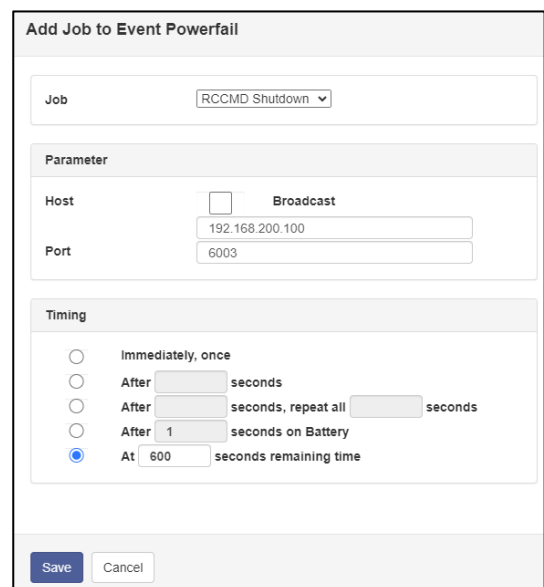 Add Job to Event Powerfail
Job RCCMD Shutdown
Parameter
Host Broadcast
192.168.200.100
Port 6003
Timing
Immediately, once
After seconds
After seconds, repeat all seconds
After 1 seconds on Battery
At 600 seconds remaining time
Save Cancel